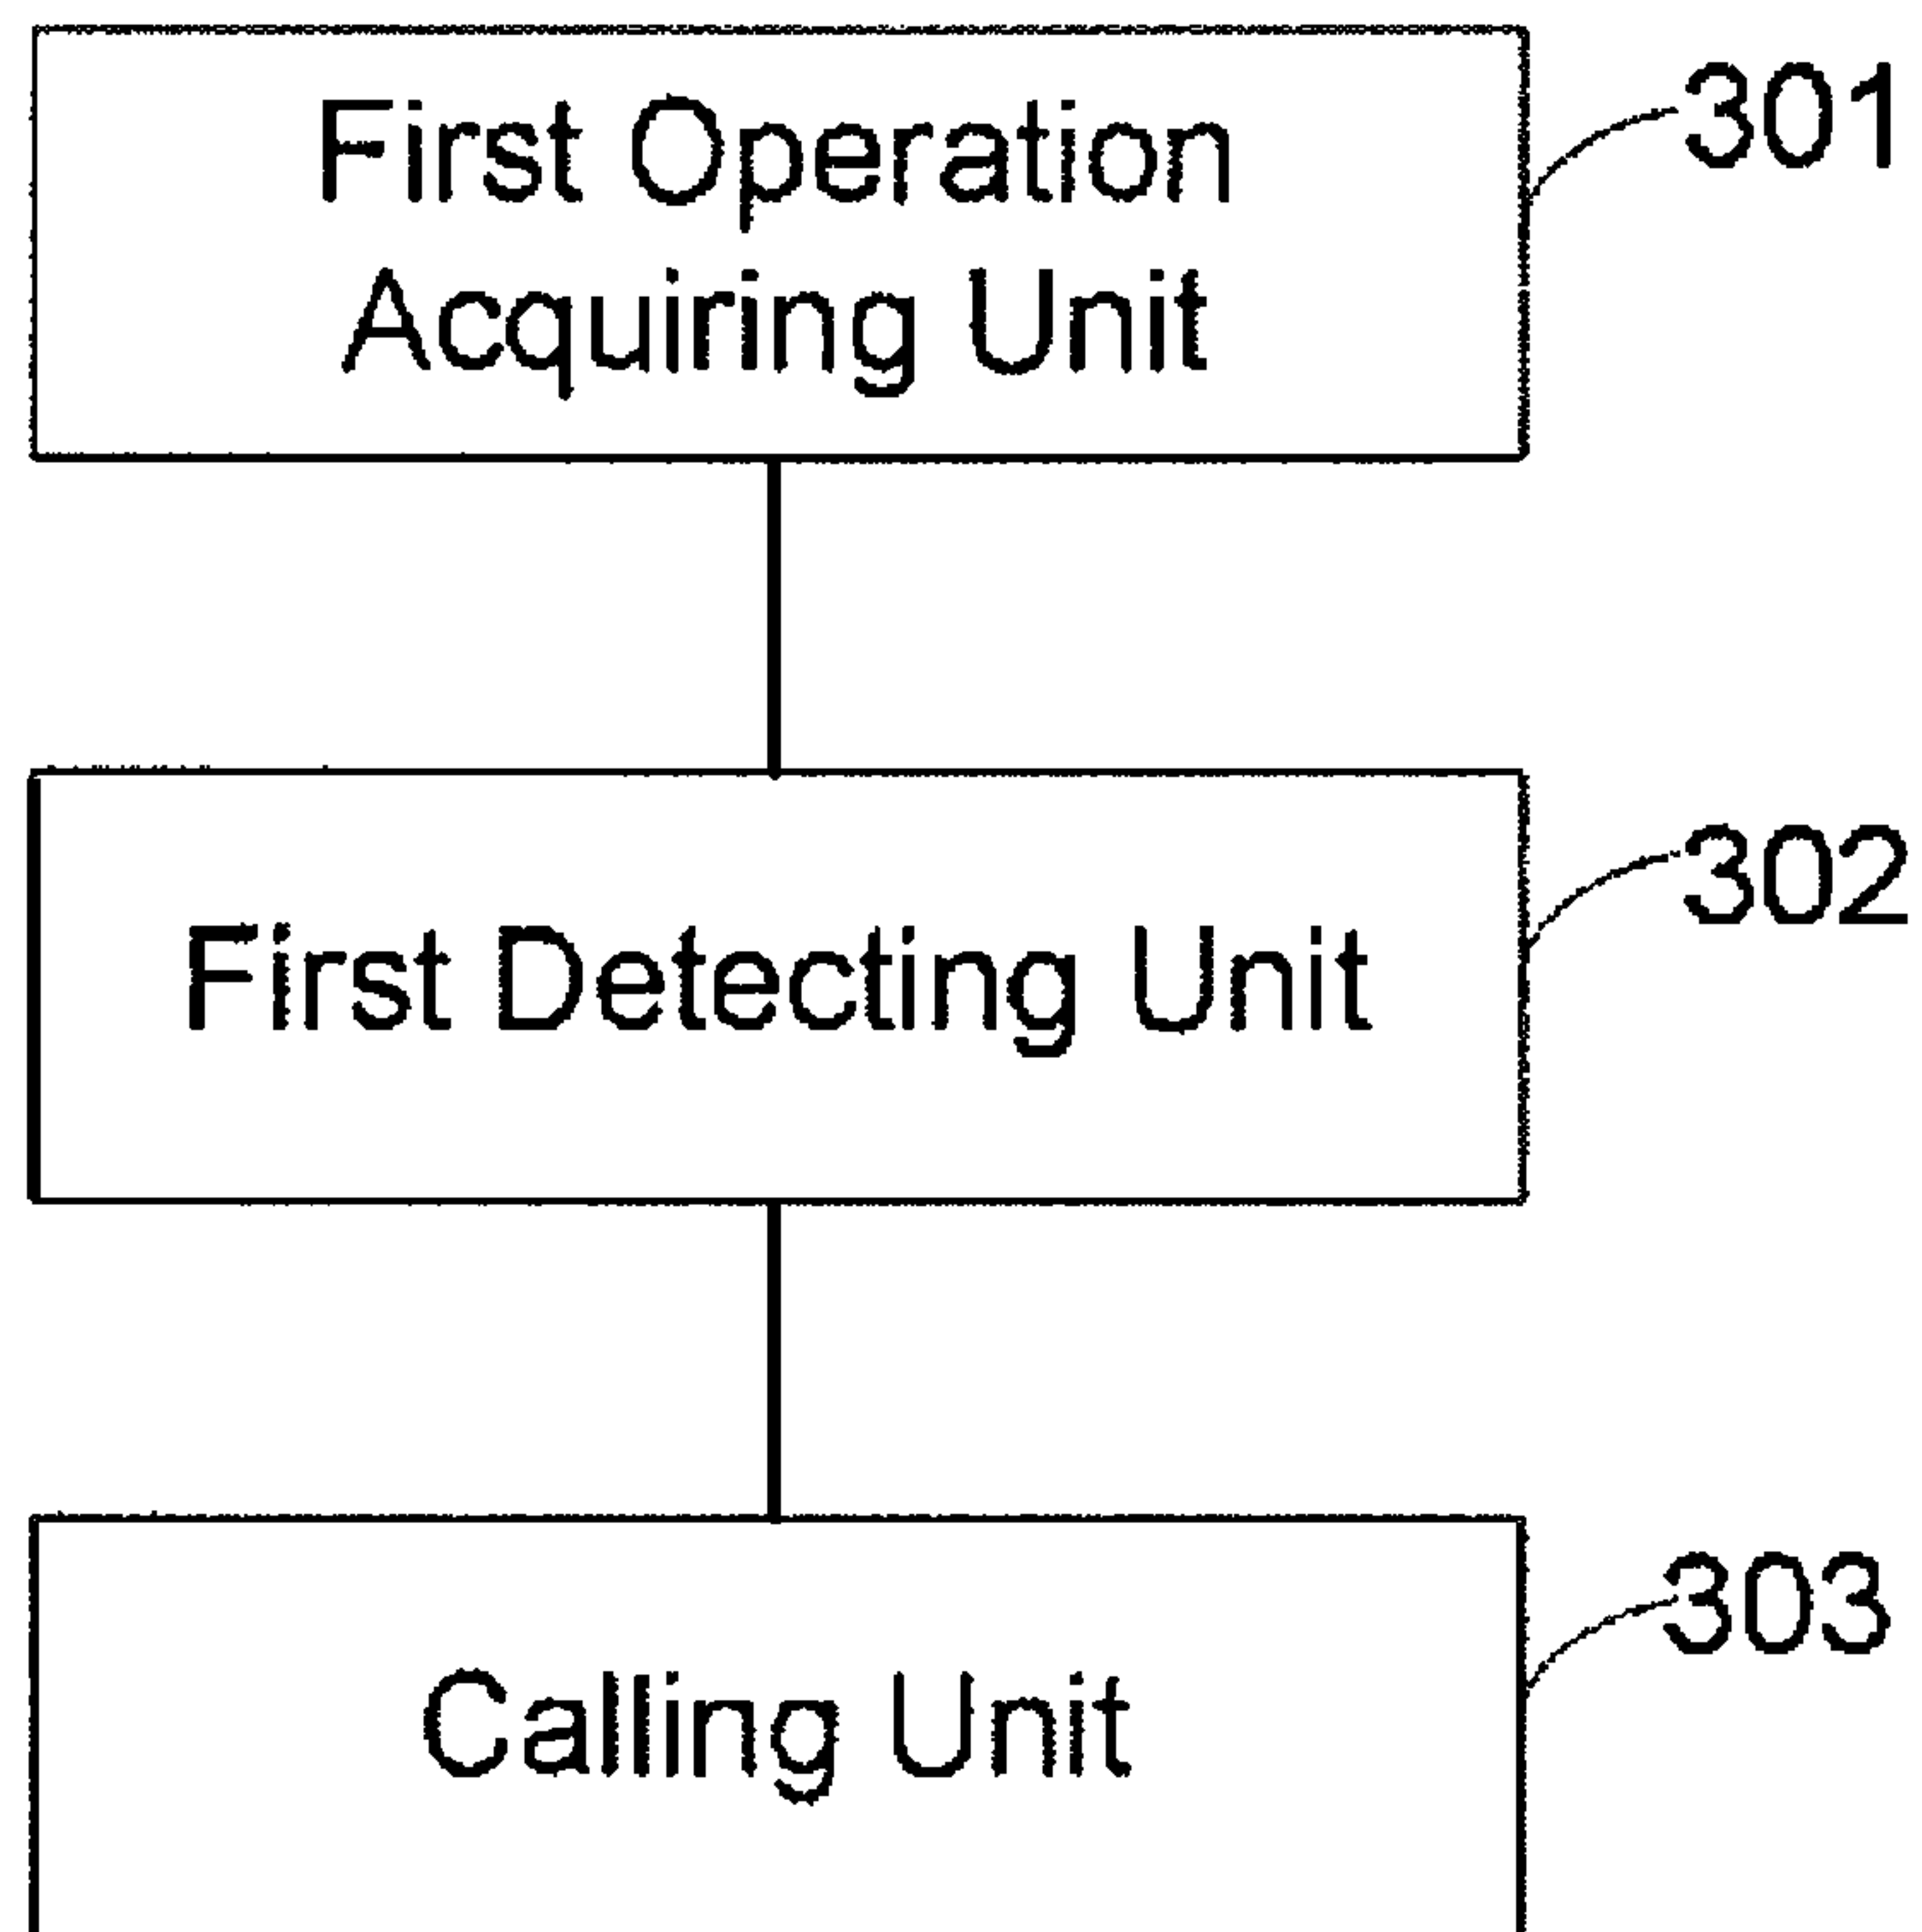 First Operation
Acquiring Unit
301
First Detecting Unit
302
Calling Unit
303